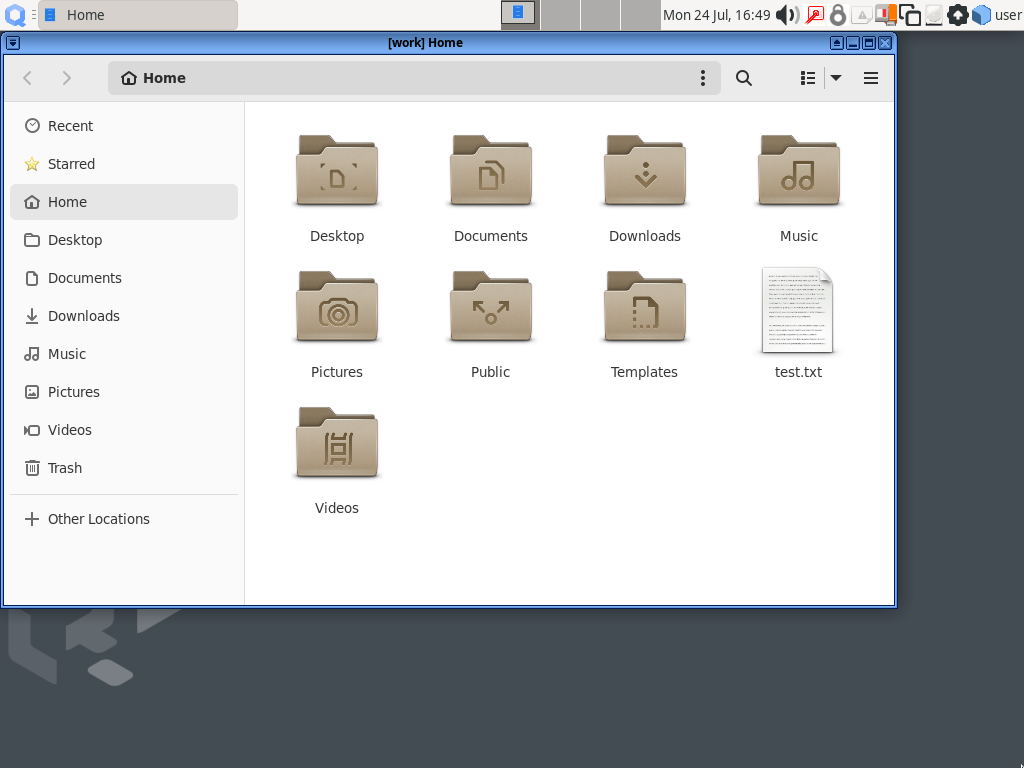 Home
Mon 24 Jul, 16:49
user
[work] Home
Home
Recent
Starred
Home
Desktop
Documents
Downloads
Music
Pictures
Videos
Trash
Other Locations
Desktop
Documents
Downloads
Music
Pictures
Public
Templates
test.txt
Videos